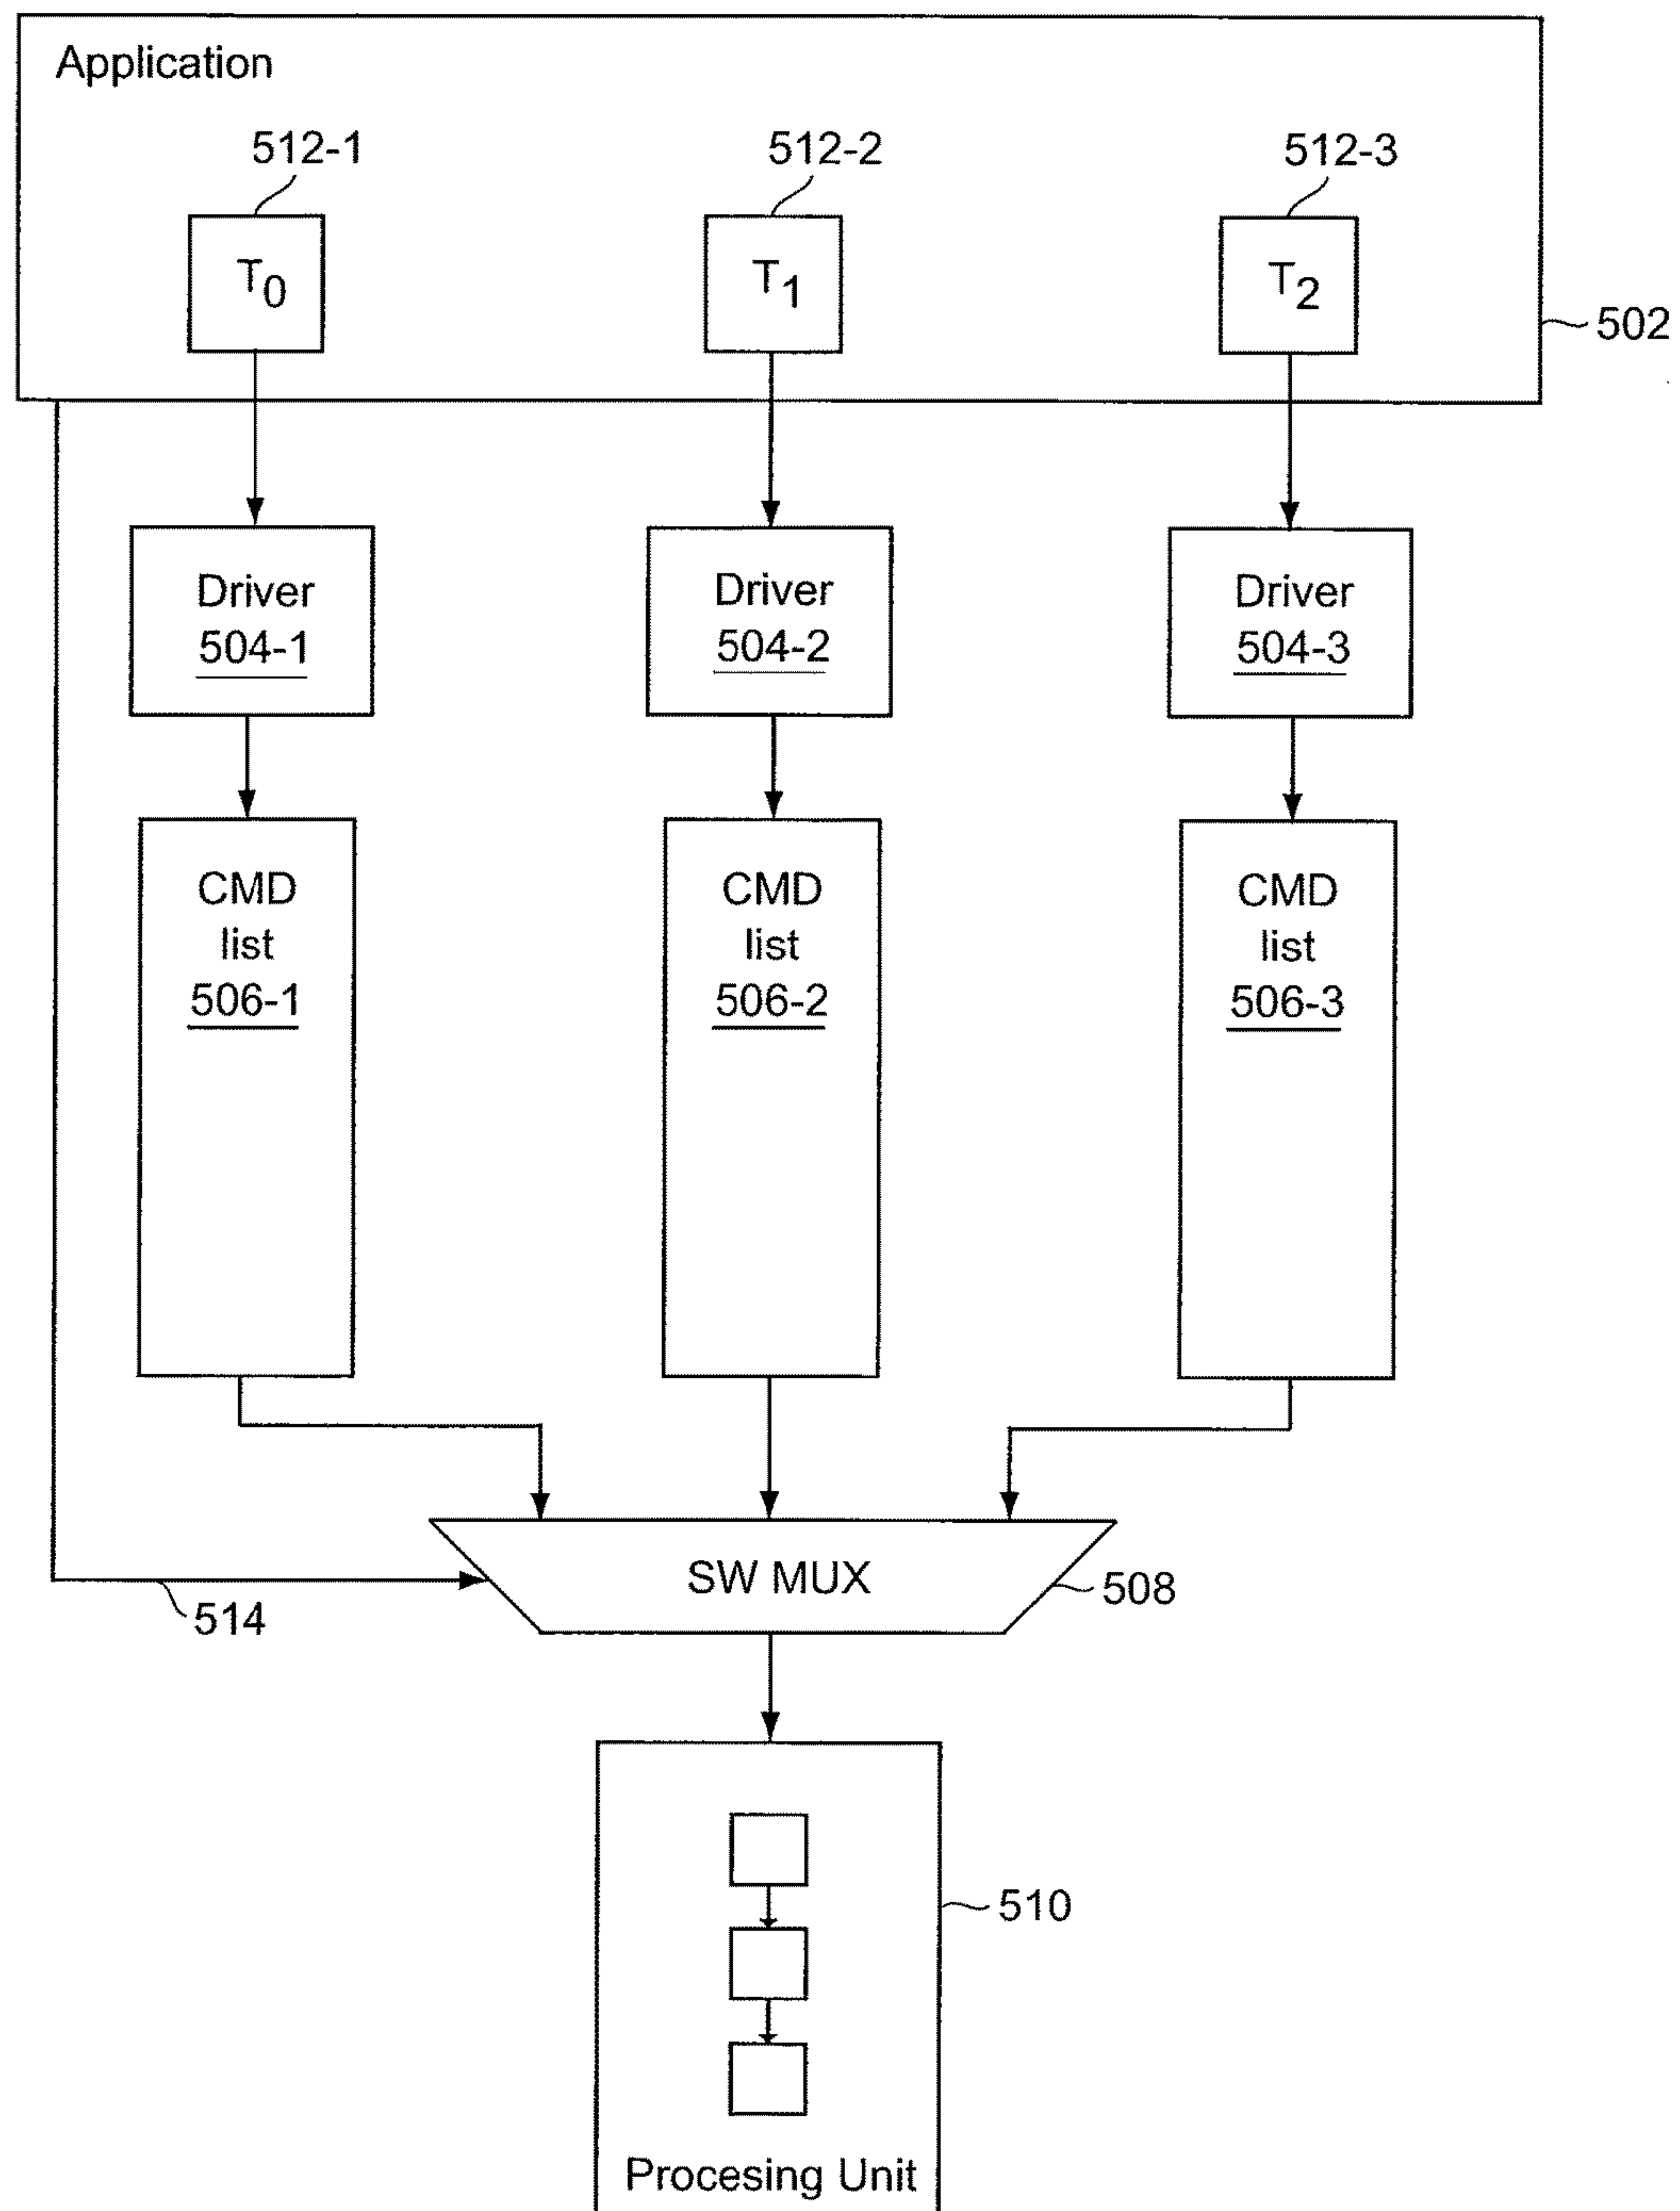 Application
512-1
512-2
512-3
T0
T1
T2
502
Driver
504-1
Driver
504-2
Driver
504-3
CMD
list
506-1
CMD
list
506-2
CMD
list
506-3
SW MUX
508
514
510
Procesing Unit